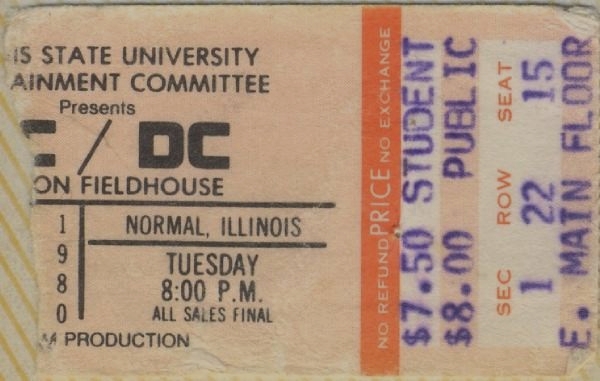 IS STATE UNIVERSITY
AINMENT COMMITTEE
Presents
C / DC
ON FIELDHOUSE
1980
NORMAL, ILLINOIS
TUESDAY
8:00 P.M.
ALL SALES FINAL
M PRODUCTION
NO REFUND PRICE NO EXCHANGE
$7.50 STUDENT
$8.00 PUBLIC
SEC ROW SEAT
1 22 15
E. MAIN FLOOR